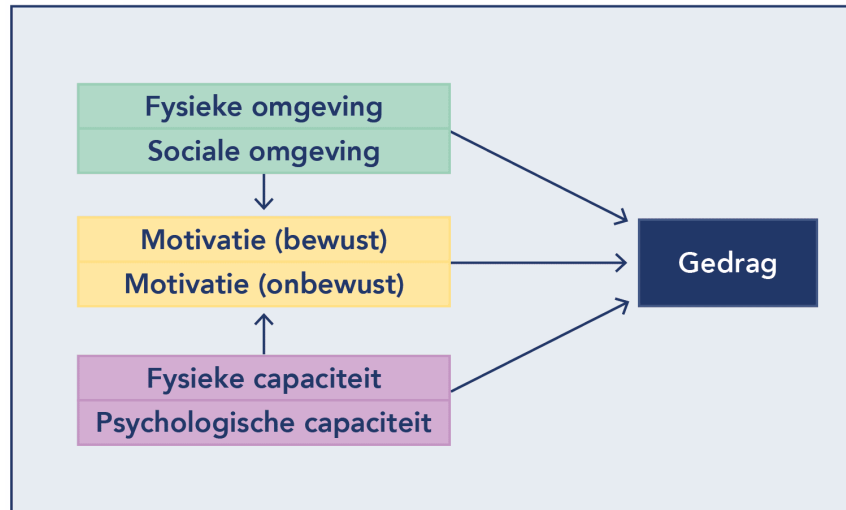 Fysieke omgeving
Sociale omgeving
Motivatie (bewust)
Motivatie (onbewust)
Gedrag
Fysieke capaciteit
Psychologische capaciteit